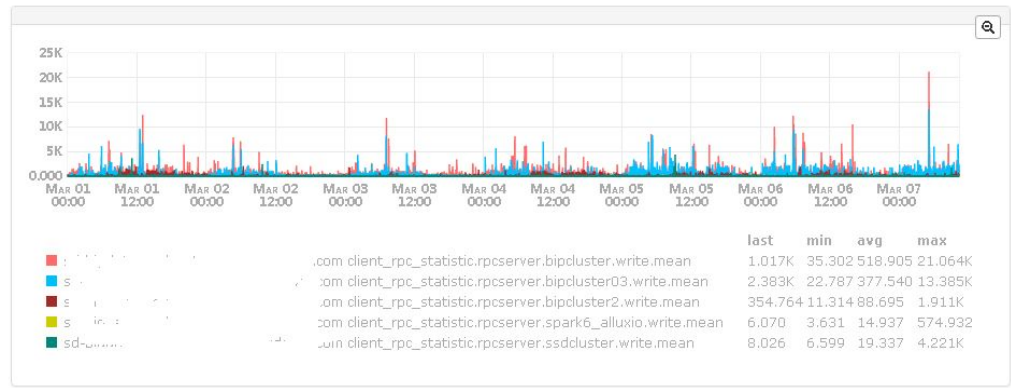 25K
20K
15K
10K
5K
0.000
MAR 01 00:00
MAR 01 12:00
MAR 02 00:00
MAR 02 12:00
MAR 03 00:00
MAR 03 12:00
MAR 04 00:00
MAR 04 12:00
MAR 05 00:00
MAR 05 12:00
MAR 06 00:00
MAR 06 12:00
MAR 07 00:00
last min avg max
.com client_rpc_statistic.rpcserver.bipcluster.write.mean 1.017K 35.302 518.905 21.064K
com client_rpc_statistic.rpcserver.bipcluster03.write.mean 2.383K 22.787 377.540 13.385K
com client_rpc_statistic.rpcserver.bipcluster2.write.mean 354.764 11.314 88.695 1.911K
com client_rpc_statistic.rpcserver.spark6_alluxio.write.mean 6.070 3.631 14.937 574.932
com client_rpc_statistic.rpcserver.ssdcluster.write.mean 8.026 6.599 19.337 4.221K